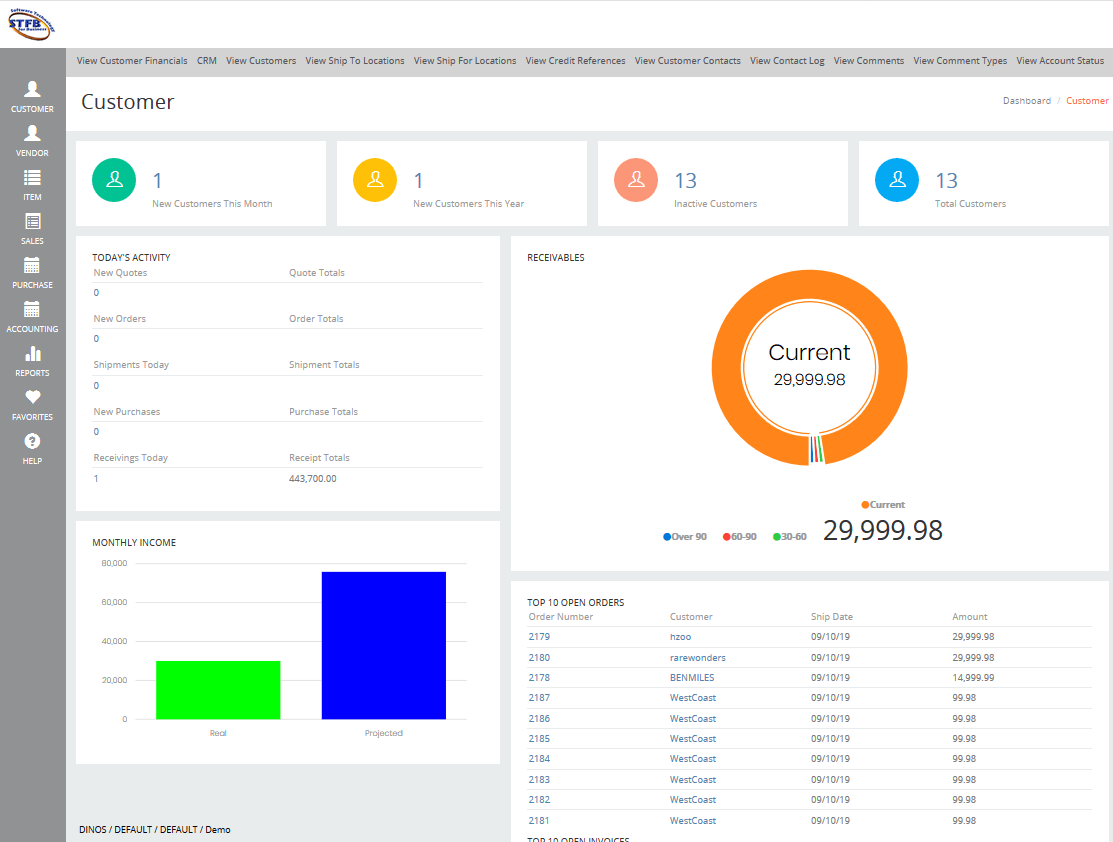 Software Technology
STFB
for Business
View Customer Financials CRM View Customers View Ship To Locations View Ship For Locations View Credit References View Customer Contacts View Contact Log View Comments View Comment Types View Account Status
Customer
Dashboard / Customer
CUSTOMER
VENDOR
ITEM
SALES
PURCHASE
ACCOUNTING
REPORTS
FAVORITES
HELP
1
New Customers This Month
1
New Customers This Year
13
Inactive Customers
13
Total Customers
TODAY'S ACTIVITY
New Quotes Quote Totals
0
New Orders Order Totals
0
Shipments Today Shipment Totals
0
New Purchases Purchase Totals
0
Receivings Today Receipt Totals
1 443,700.00
RECEIVABLES
Current
29,999.98
Current
Over 90 60-90 30-60 29,999.98
MONTHLY INCOME
80,000
60,000
40,000
20,000
0
Real Projected
TOP 10 OPEN ORDERS
Order Number Customer Ship Date Amount
2179 hzoo 09/10/19 29,999.98
2180 rarewonders 09/10/19 29,999.98
2178 BENMILES 09/10/19 14,999.99
2187 WestCoast 09/10/19 99.98
2186 WestCoast 09/10/19 99.98
2185 WestCoast 09/10/19 99.98
2184 WestCoast 09/10/19 99.98
2183 WestCoast 09/10/19 99.98
2182 WestCoast 09/10/19 99.98
2181 WestCoast 09/10/19 99.98
TOP 10 OPEN INVOICES
DINOS / DEFAULT / DEFAULT / Demo